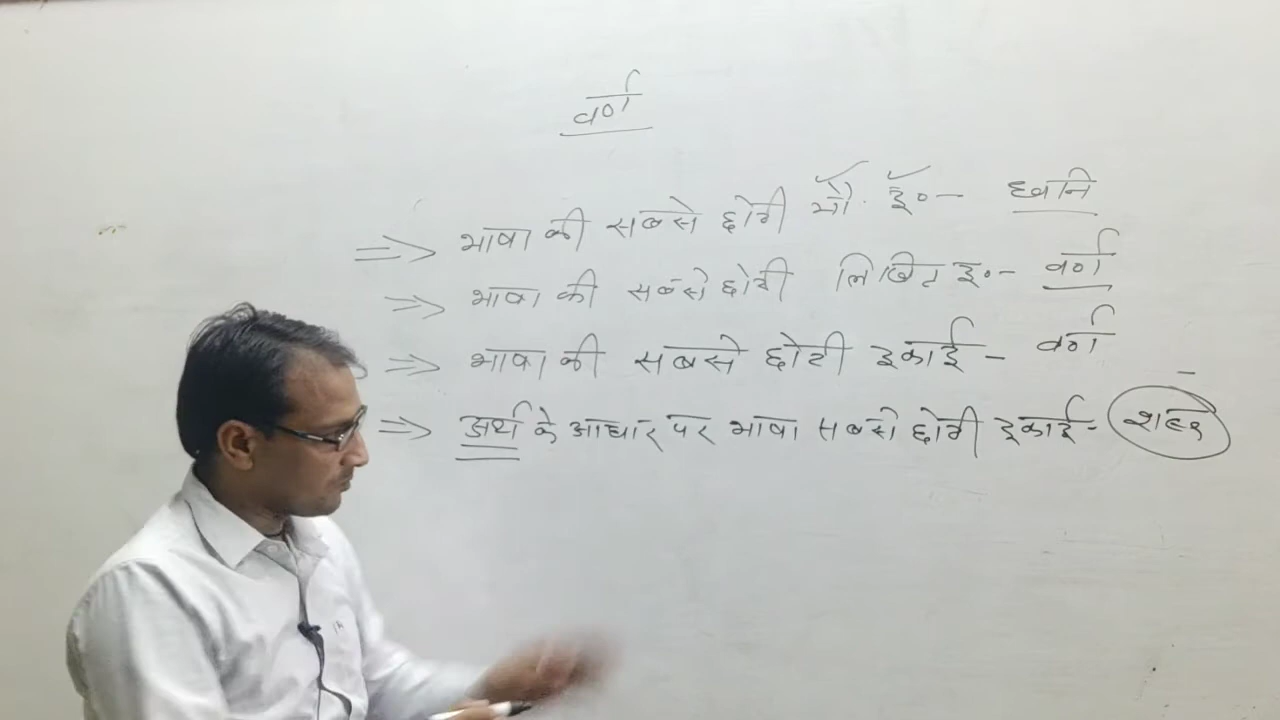 वर्ण
⇒ भाषा की सबसे छोटी मौ. इ०- ध्वनि
⇒ भाषा की सबसे छोटी लिखित इ०- वर्ण
⇒ भाषा की सबसे छोटी इकाई - वर्ण
⇒ अर्थ के आधार पर भाषा सबसे छोटी इकाई- शब्द